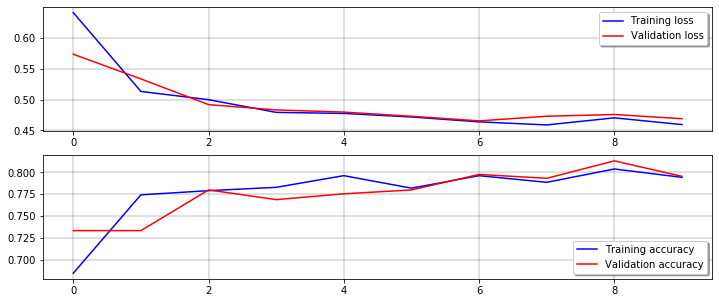 0.60
0.55
0.50
0.45
Training loss
Validation loss
0 2 4 6 8
0.800
0.775
0.750
0.725
0.700
Training accuracy
Validation accuracy
0 2 4 6 8